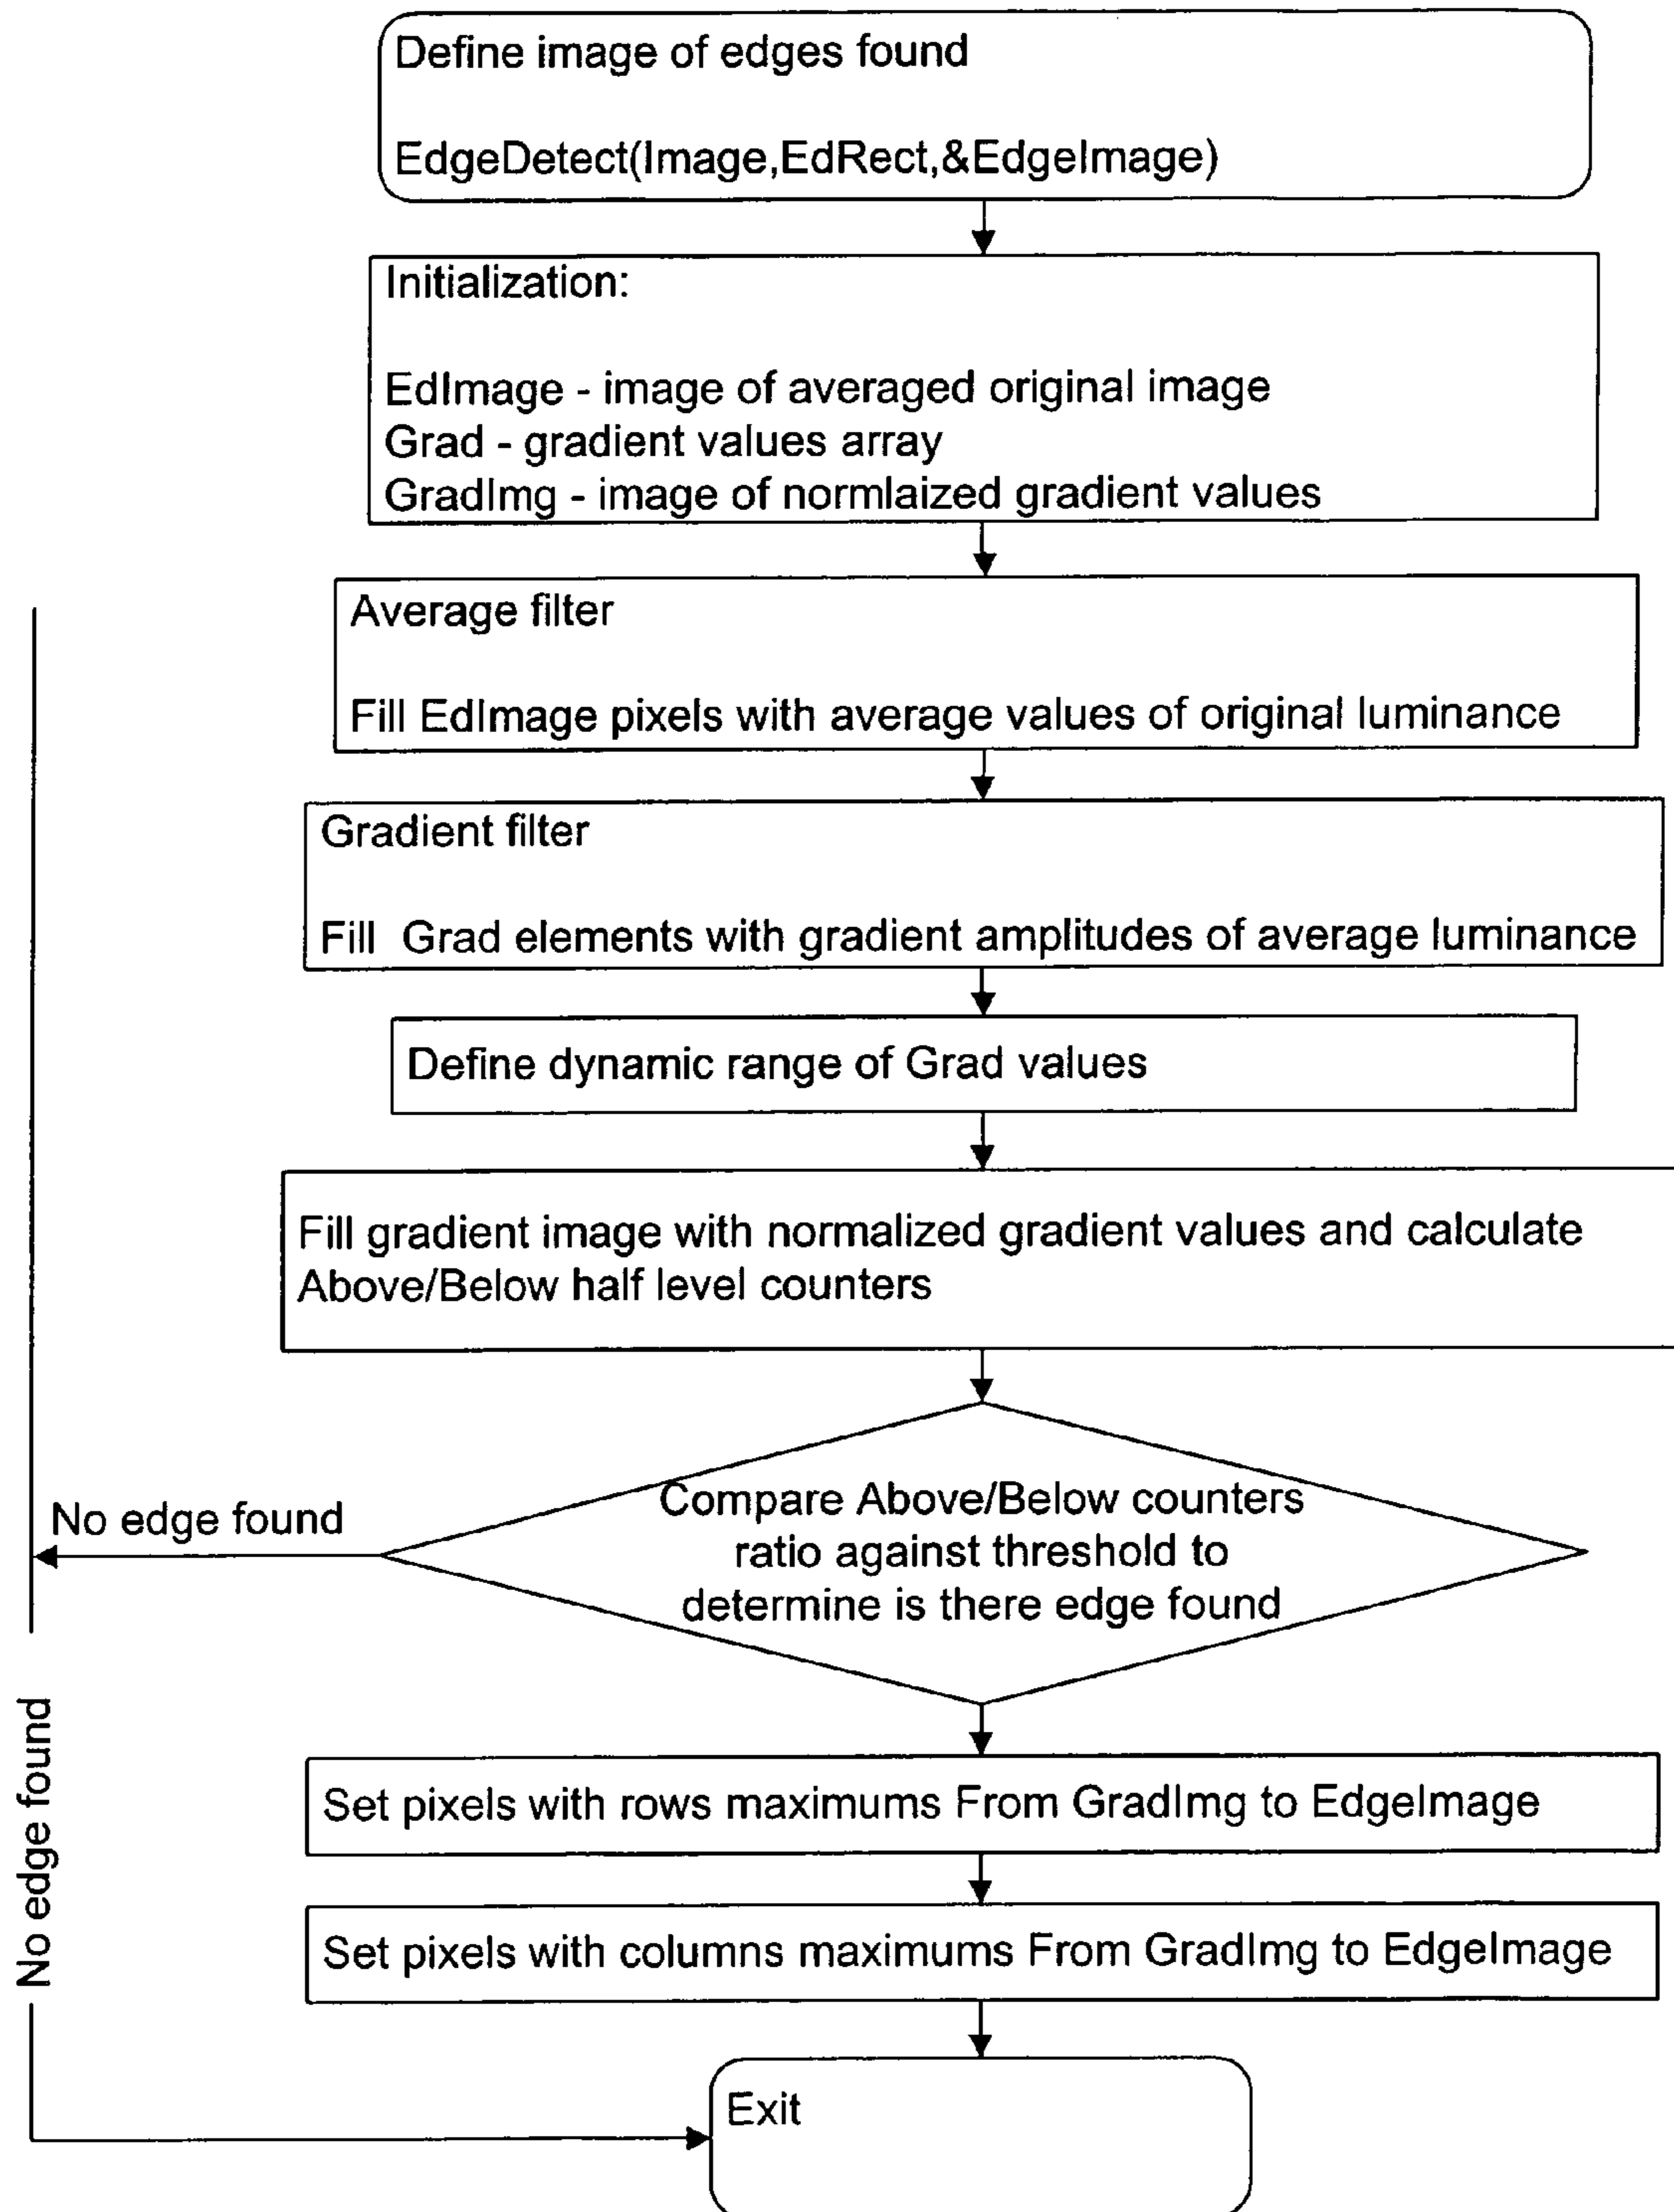 Define image of edges found
EdgeDetect(Image,EdRect,&EdgeImage)
Initialization:
EdImage - image of averaged original image
Grad - gradient values array
GradImg - image of normlaized gradient values
Average filter
Fill EdImage pixels with average values of original luminance
Gradient filter
Fill Grad elements with gradient amplitudes of average luminance
Define dynamic range of Grad values
Fill gradient image with normalized gradient values and calculate
Above/Below half level counters
Compare Above/Below counters
ratio against threshold to
determine is there edge found
No edge found
No edge found
Set pixels with rows maximums From GradImg to EdgeImage
Set pixels with columns maximums From GradImg to EdgeImage
Exit